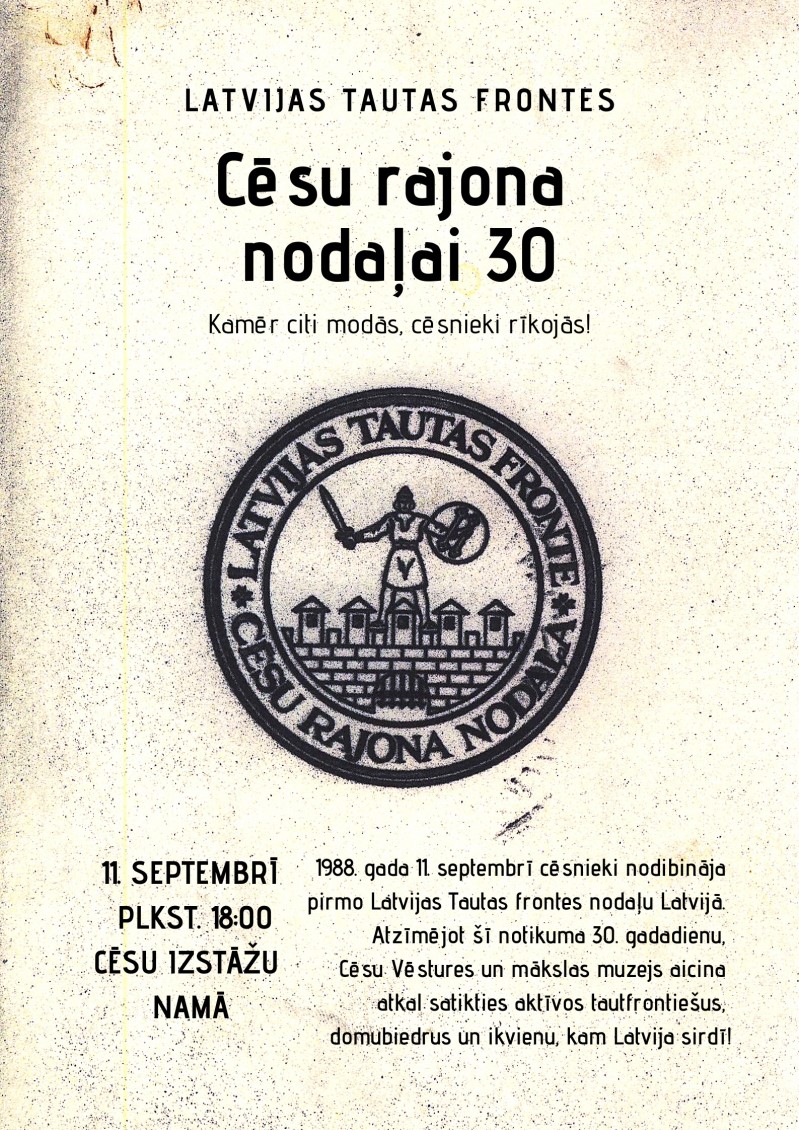 LATVIJAS TAUTAS FRONTES
Cēsu rajona
nodaļai 30
Kamēr citi modās, cēsnieki rīkojās!
LATVIJAS TAUTAS FRONTE
* CĒSU RAJONA NODAĻA *
11. SEPTEMBRĪ
PLKST. 18:00
CĒSU IZSTĀŽU
NAMĀ
1988. gada 11. septembrī cēsnieki nodibināja
pirmo Latvijas Tautas frontes nodaļu Latvijā.
Atzīmējot šī notikuma 30. gadadienu,
Cēsu Vēstures un mākslas muzejs aicina
atkal satikties aktīvos tautfrontiešus,
domubiedrus un ikvienu, kam Latvija sirdī!